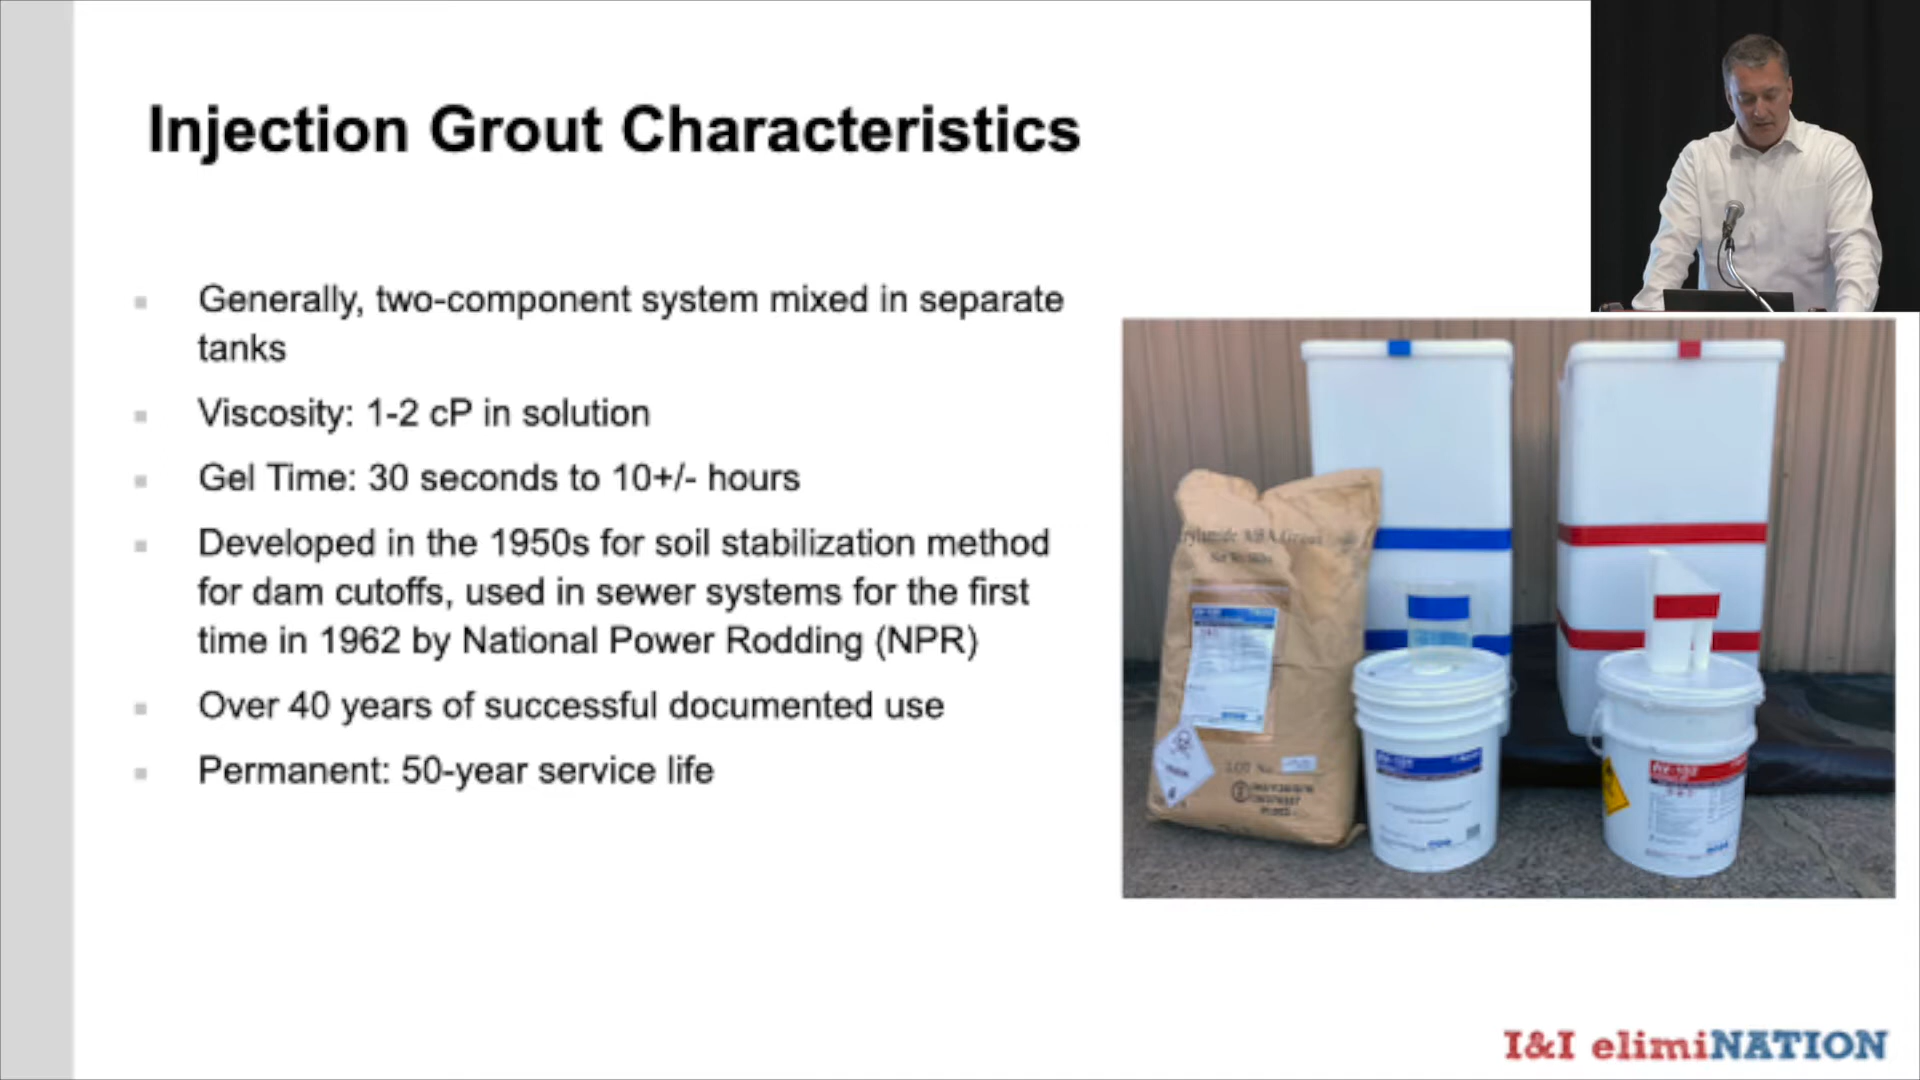 Injection Grout Characteristics
Generally, two-component system mixed in separate
tanks
Viscosity: 1-2 cP in solution
Gel Time: 30 seconds to 10+/- hours
Developed in the 1950s for soil stabilization method
for dam cutoffs, used in sewer systems for the first
time in 1962 by National Power Rodding (NPR)
Over 40 years of successful documented use
Permanent: 50-year service life
LOT No.
I&I elimiNATION